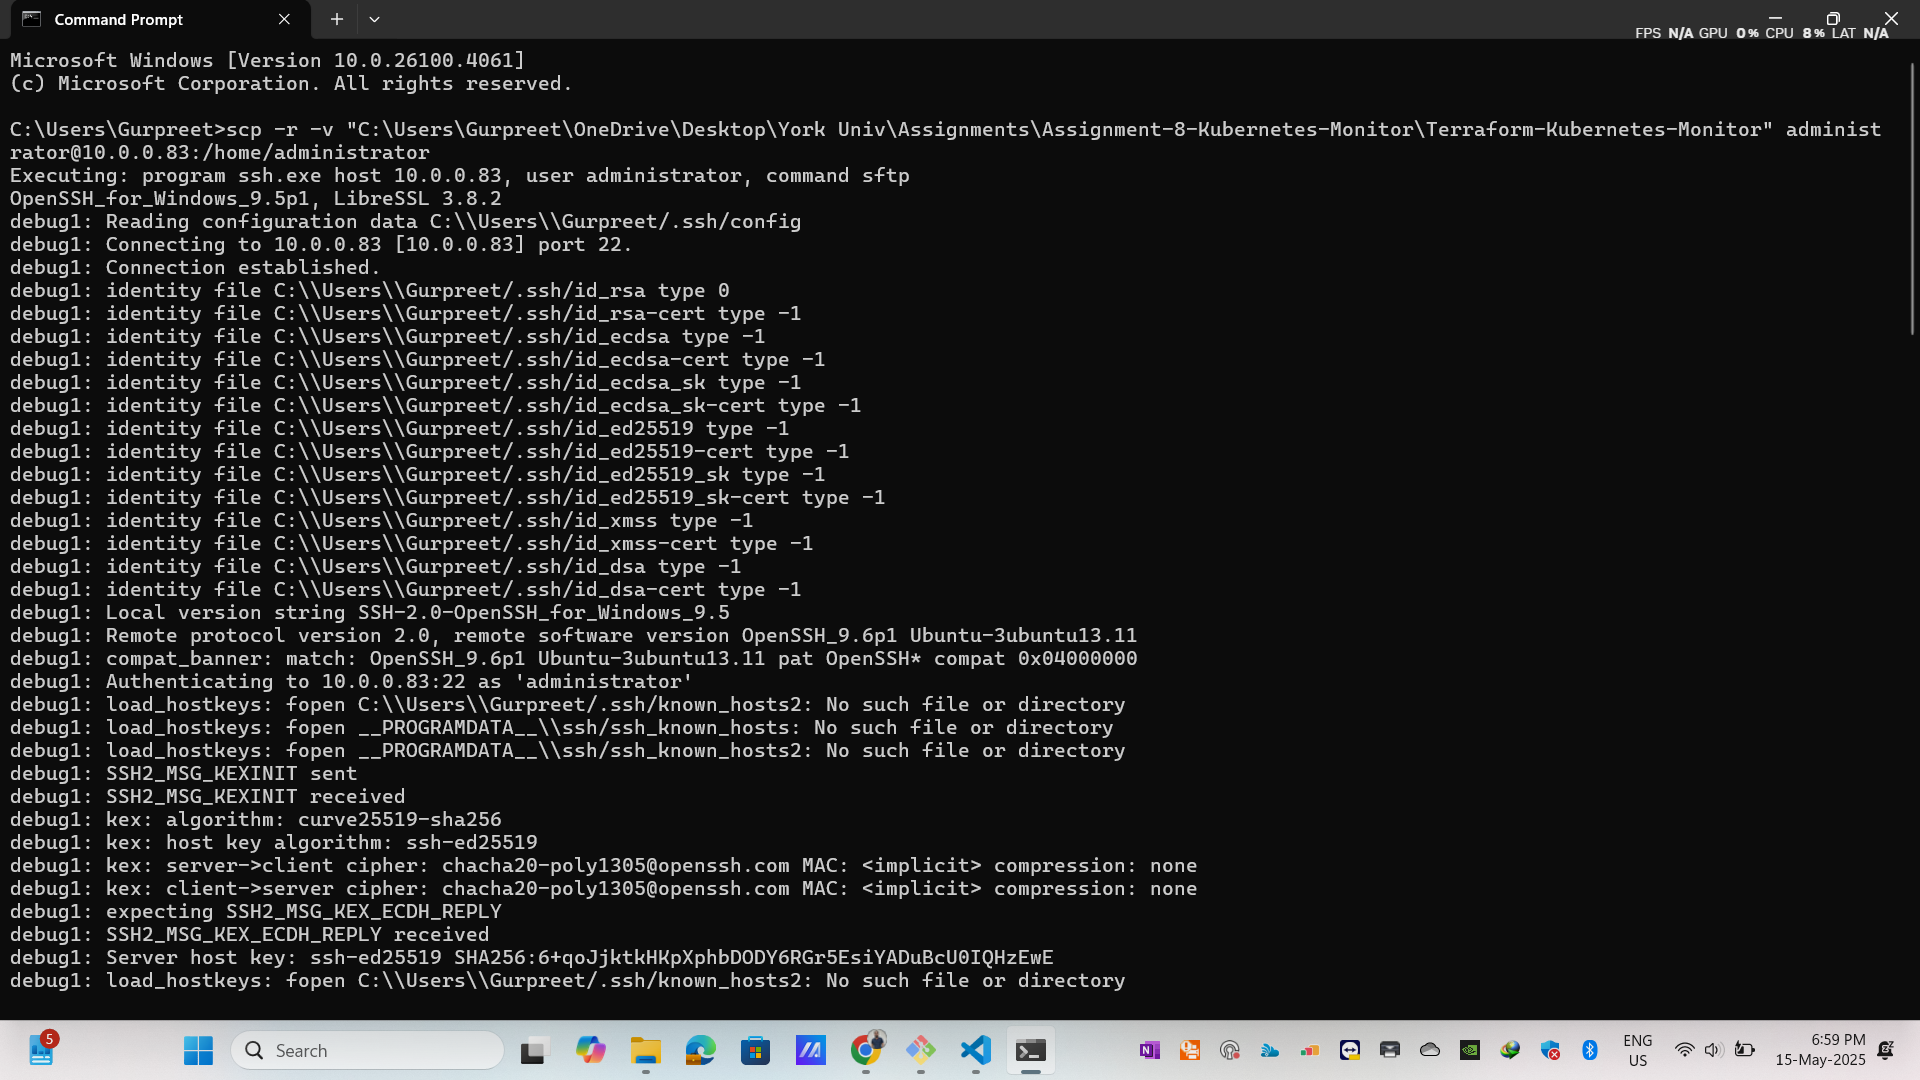 Command Prompt
FPS N/A GPU 0% CPU 8% LAT N/A
Microsoft Windows [Version 10.0.26100.4061]
(c) Microsoft Corporation. All rights reserved.
C:\Users\Gurpreet>scp -r -v "C:\Users\Gurpreet\OneDrive\Desktop\York Univ\Assignments\Assignment-8-Kubernetes-Monitor\Terraform-Kubernetes-Monitor" administ
rator@10.0.0.83:/home/administrator
Executing: program ssh.exe host 10.0.0.83, user administrator, command sftp
OpenSSH_for_Windows_9.5p1, LibreSSL 3.8.2
debug1: Reading configuration data C:\\Users\\Gurpreet/.ssh/config
debug1: Connecting to 10.0.0.83 [10.0.0.83] port 22.
debug1: Connection established.
debug1: identity file C:\\Users\\Gurpreet/.ssh/id_rsa type 0
debug1: identity file C:\\Users\\Gurpreet/.ssh/id_rsa-cert type -1
debug1: identity file C:\\Users\\Gurpreet/.ssh/id_ecdsa type -1
debug1: identity file C:\\Users\\Gurpreet/.ssh/id_ecdsa-cert type -1
debug1: identity file C:\\Users\\Gurpreet/.ssh/id_ecdsa_sk type -1
debug1: identity file C:\\Users\\Gurpreet/.ssh/id_ecdsa_sk-cert type -1
debug1: identity file C:\\Users\\Gurpreet/.ssh/id_ed25519 type -1
debug1: identity file C:\\Users\\Gurpreet/.ssh/id_ed25519-cert type -1
debug1: identity file C:\\Users\\Gurpreet/.ssh/id_ed25519_sk type -1
debug1: identity file C:\\Users\\Gurpreet/.ssh/id_ed25519_sk-cert type -1
debug1: identity file C:\\Users\\Gurpreet/.ssh/id_xmss type -1
debug1: identity file C:\\Users\\Gurpreet/.ssh/id_xmss-cert type -1
debug1: identity file C:\\Users\\Gurpreet/.ssh/id_dsa type -1
debug1: identity file C:\\Users\\Gurpreet/.ssh/id_dsa-cert type -1
debug1: Local version string SSH-2.0-OpenSSH_for_Windows_9.5
debug1: Remote protocol version 2.0, remote software version OpenSSH_9.6p1 Ubuntu-3ubuntu13.11
debug1: compat_banner: match: OpenSSH_9.6p1 Ubuntu-3ubuntu13.11 pat OpenSSH* compat 0x04000000
debug1: Authenticating to 10.0.0.83:22 as 'administrator'
debug1: load_hostkeys: fopen C:\\Users\\Gurpreet/.ssh/known_hosts2: No such file or directory
debug1: load_hostkeys: fopen __PROGRAMDATA__\\ssh/ssh_known_hosts: No such file or directory
debug1: load_hostkeys: fopen __PROGRAMDATA__\\ssh/ssh_known_hosts2: No such file or directory
debug1: SSH2_MSG_KEXINIT sent
debug1: SSH2_MSG_KEXINIT received
debug1: kex: algorithm: curve25519-sha256
debug1: kex: host key algorithm: ssh-ed25519
debug1: kex: server->client cipher: chacha20-poly1305@openssh.com MAC: <implicit> compression: none
debug1: kex: client->server cipher: chacha20-poly1305@openssh.com MAC: <implicit> compression: none
debug1: expecting SSH2_MSG_KEX_ECDH_REPLY
debug1: SSH2_MSG_KEX_ECDH_REPLY received
debug1: Server host key: ssh-ed25519 SHA256:6+qoJjktkHKpXphbDODY6RGr5EsiYADuBcU0IQHzEwE
debug1: load_hostkeys: fopen C:\\Users\\Gurpreet/.ssh/known_hosts2: No such file or directory
5
Search
ENG
US
6:59 PM
15-May-2025